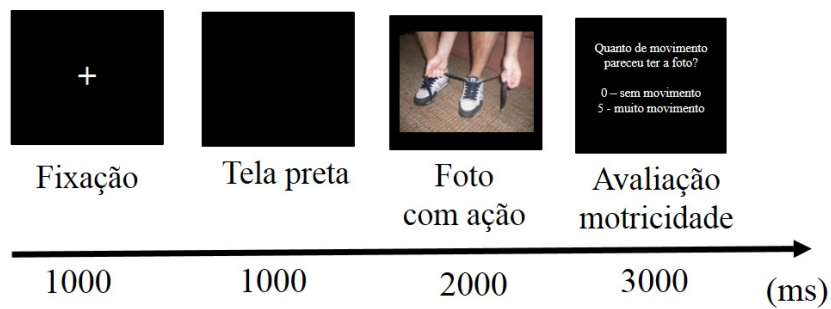 +
Quanto de movimento
pareceu ter a foto?
0 – sem movimento
5 - muito movimento
Fixação
Tela preta
Foto
com ação
Avaliação
motricidade
1000
1000
2000
3000
(ms)